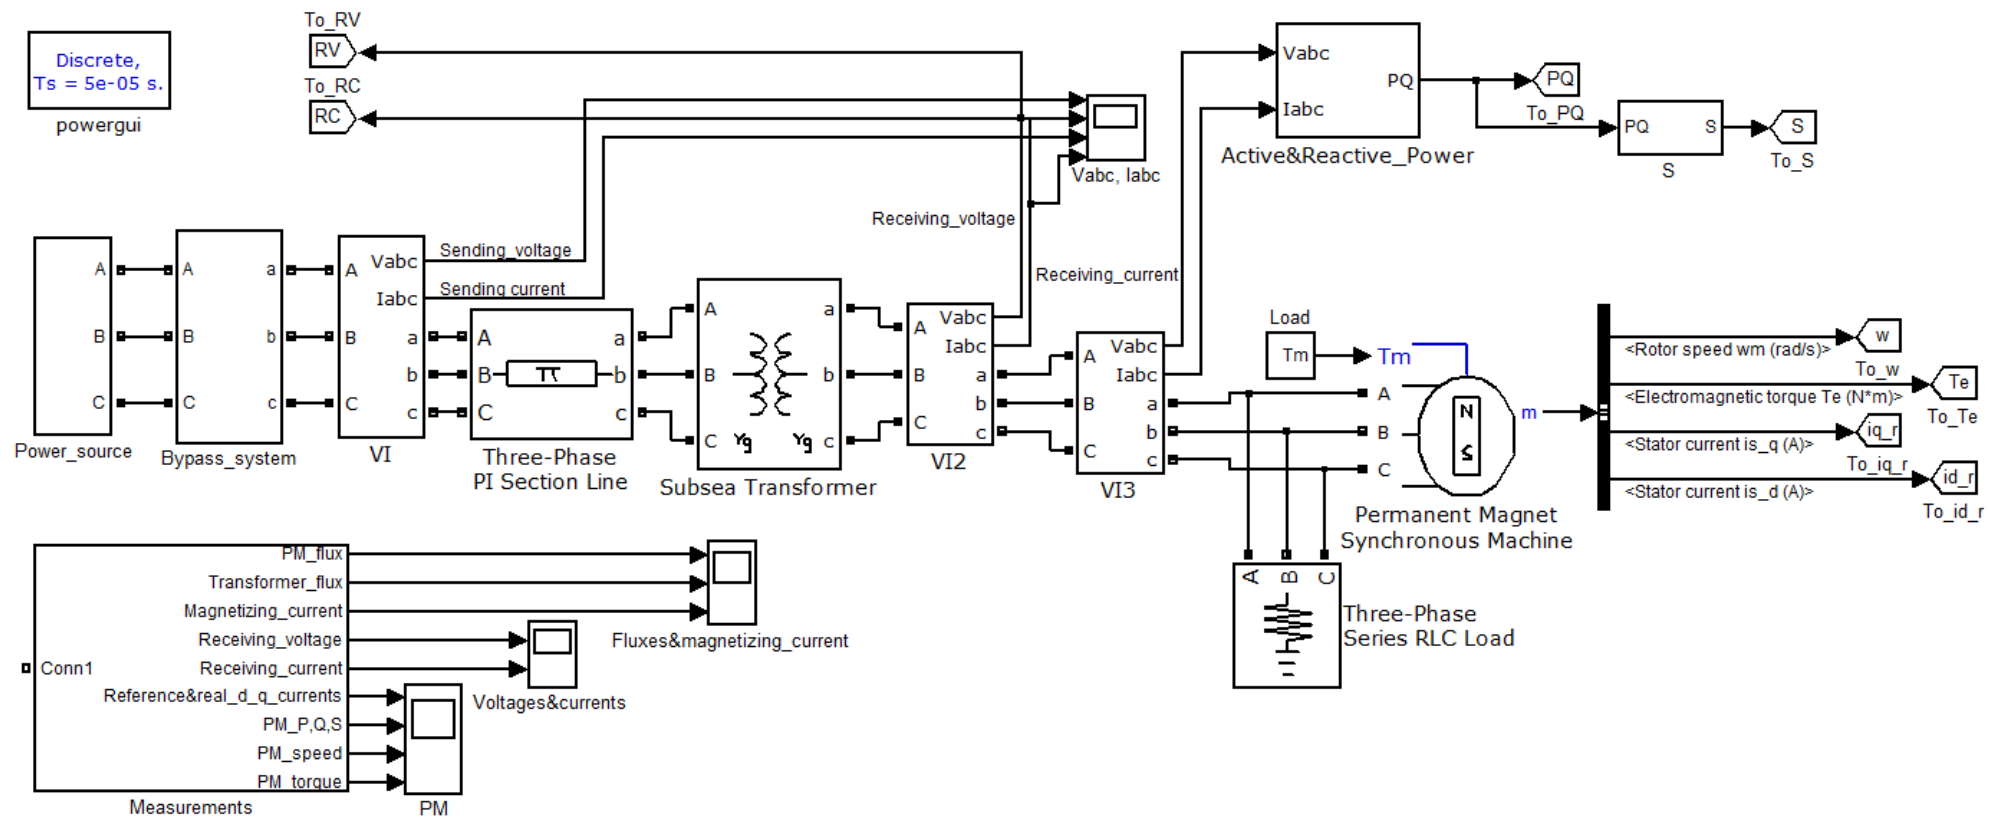 Discrete,
Ts = 5e-05 s.
powergui
To_RV
RV
To_RC
RC
Vabc, Iabc
Vabc
Iabc
PQ
Active&Reactive_Power
PQ
To_PQ
PQ
S
S
S
To_S
Receiving_voltage
Receiving_current
A
B
C
Power_source
A
B
C
a
b
c
Bypass_system
A
B
C
Vabc
Iabc
a
b
c
VI
Sending_voltage
Sending current
A
B
C
a
b
c
π
Three-Phase
PI Section Line
A
B
C
a
b
c
Yg
Yg
Subsea Transformer
A
B
C
Vabc
Iabc
a
b
c
VI2
A
B
C
Vabc
Iabc
a
b
c
VI3
Load
Tm
Tm
A
B
C
N
S
m
Permanent Magnet
Synchronous Machine
A
B
C
Three-Phase
Series RLC Load
<Rotor speed wm (rad/s)>
w
To_w
<Electromagnetic torque Te (N*m)>
Te
To_Te
<Stator current is_q (A)>
iq_r
To_iq_r
<Stator current is_d (A)>
id_r
To_id_r
Conn1
PM_flux
Transformer_flux
Magnetizing_current
Receiving_voltage
Receiving_current
Reference&real_d_q_currents
PM_P,Q,S
PM_speed
PM_torque
Measurements
Fluxes&magnetizing_current
Voltages&currents
PM